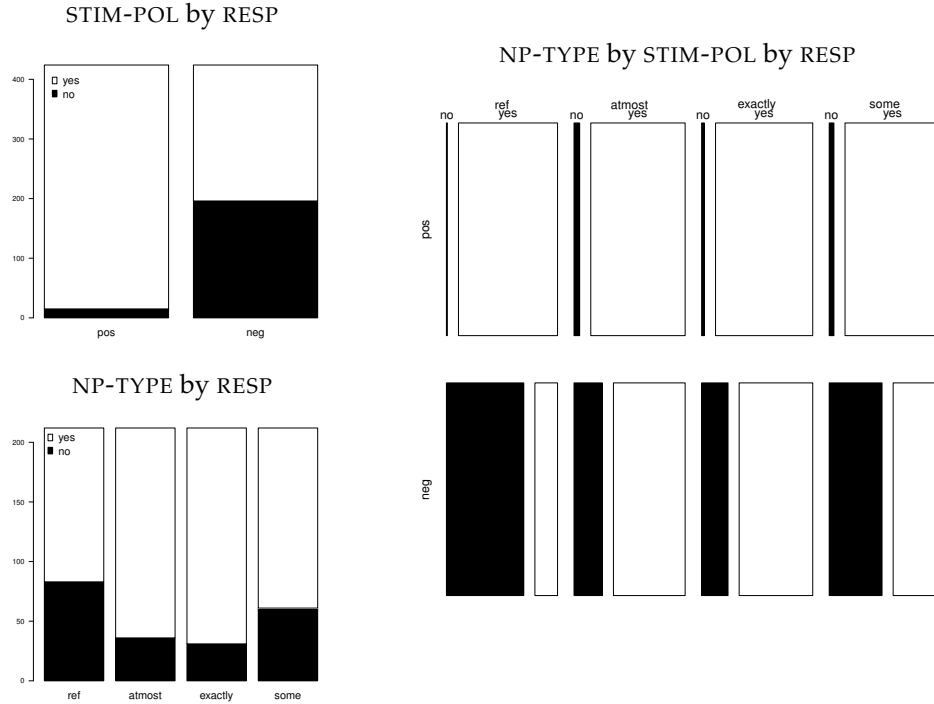 STIM-POL by RESP
400
300
200
100
0
yes
no
pos
neg
NP-TYPE by RESP
200
150
100
50
0
yes
no
ref
atmost
exactly
some
NP-TYPE by STIM-POL by RESP
ref
atmost
exactly
some
no
yes
no
yes
no
yes
no
yes
pos
neg